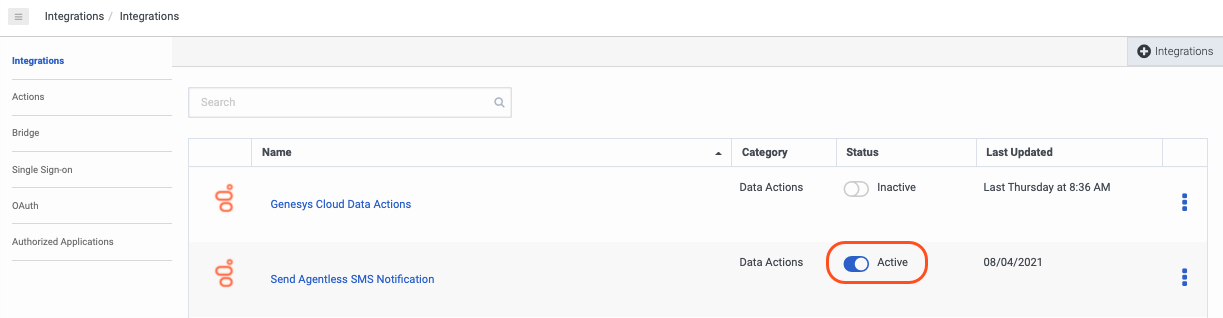 Integrations / Integrations
Integrations
Integrations
Actions
Bridge
Single Sign-on
OAuth
Authorized Applications
Search
Name Category Status Last Updated
Genesys Cloud Data Actions Data Actions Inactive Last Thursday at 8:36 AM
Send Agentless SMS Notification Data Actions Active 08/04/2021